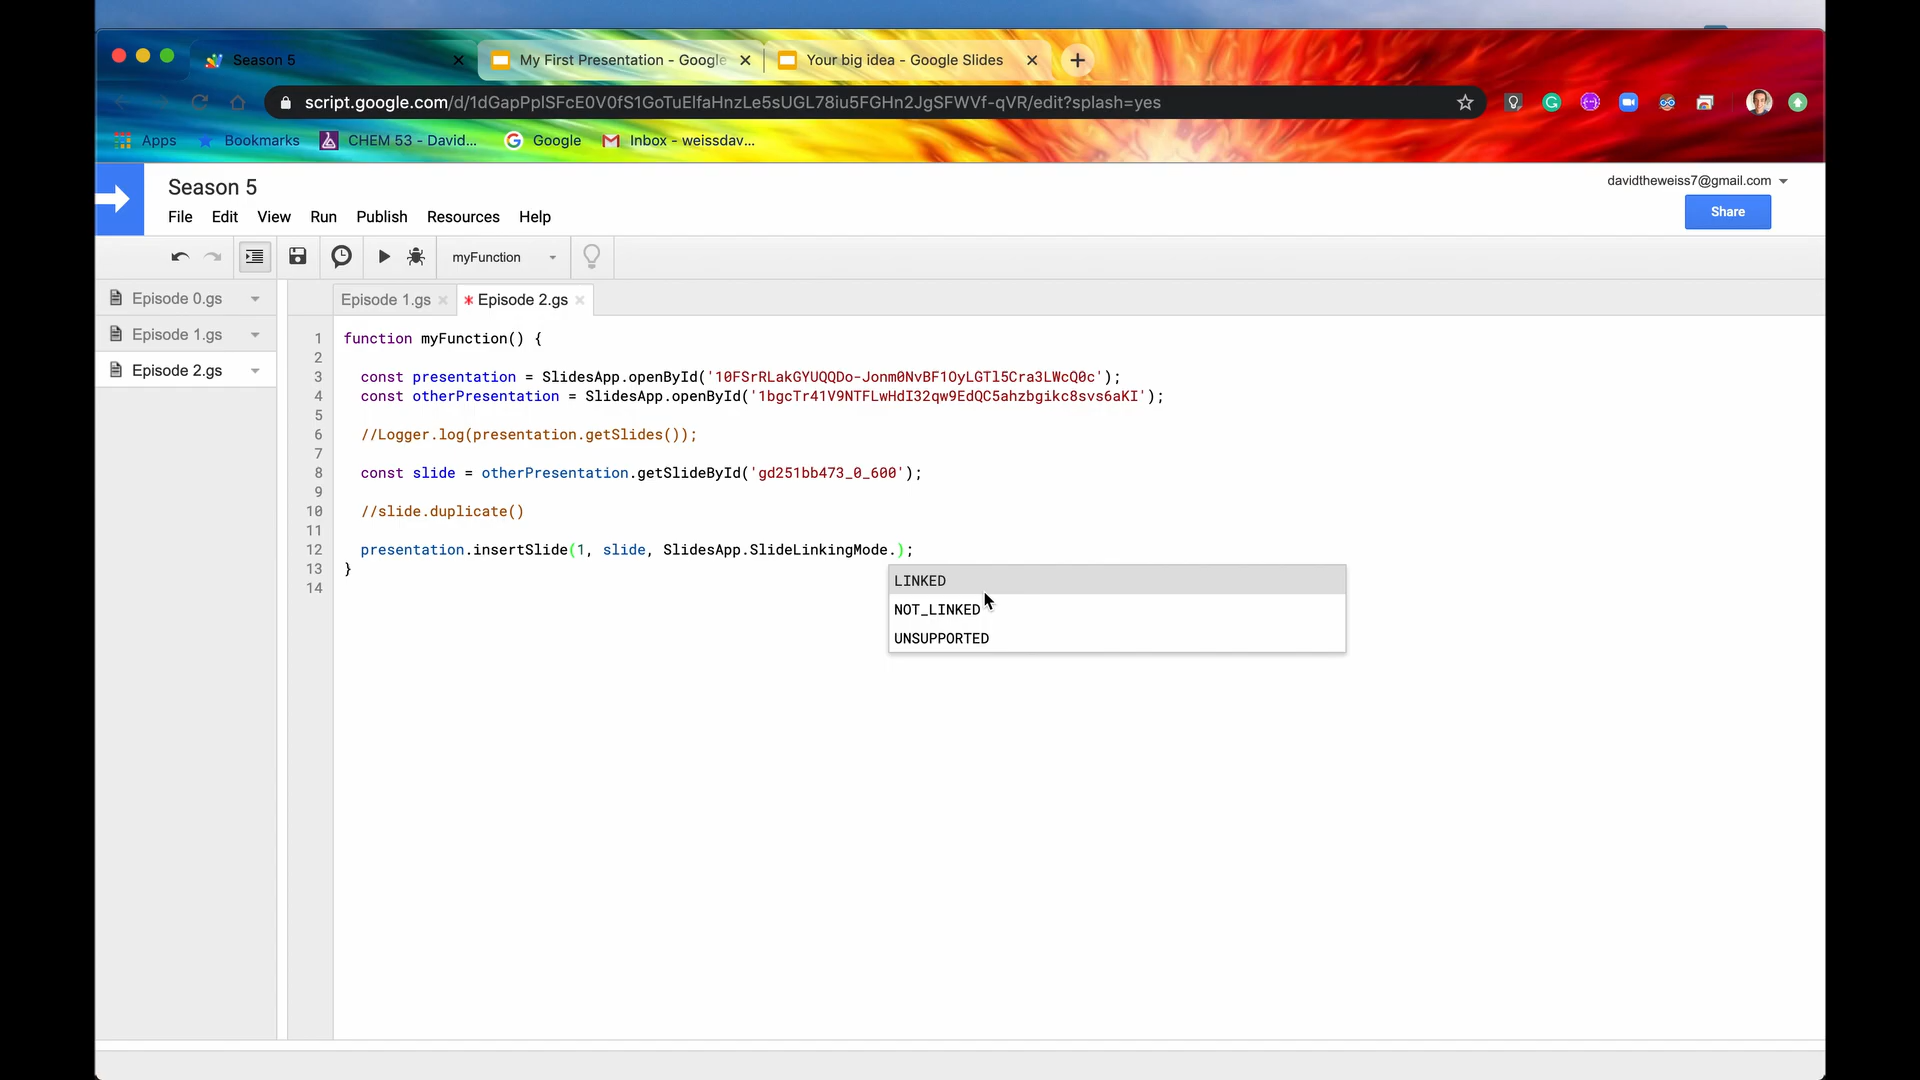 Season 5
My First Presentation - Google
Your big idea - Google Slides
script.google.com/d/1dGapPpISFcE0V0fS1GoTuElfaHnzLe5sUGL78iu5FGHn2JgSFWVf-qVR/edit?splash=yes
Apps
Bookmarks
CHEM 53 - David...
Google
Inbox - weissdav...
Season 5
davidtheweiss7@gmail.com
File Edit View Run Publish Resources Help
Share
myFunction
Episode 0.gs
Episode 1.gs
Episode 2.gs
Episode 1.gs
* Episode 2.gs
1 function myFunction() {
2
3 const presentation = SlidesApp.openById('10FSrRLakGYUQQDo-Jonm0NvBF1OyLGTl5Cra3LWcQ0c');
4 const otherPresentation = SlidesApp.openById('1bgcTr41V9NTFLwHdI32qw9EdQC5ahzbgikc8svs6aKI');
5
6 //Logger.log(presentation.getSlides());
7
8 const slide = otherPresentation.getSlideById('gd251bb473_0_600');
9
10 //slide.duplicate()
11
12 presentation.insertSlide(1, slide, SlidesApp.SlideLinkingMode.);
13 }
14
LINKED
NOT_LINKED
UNSUPPORTED